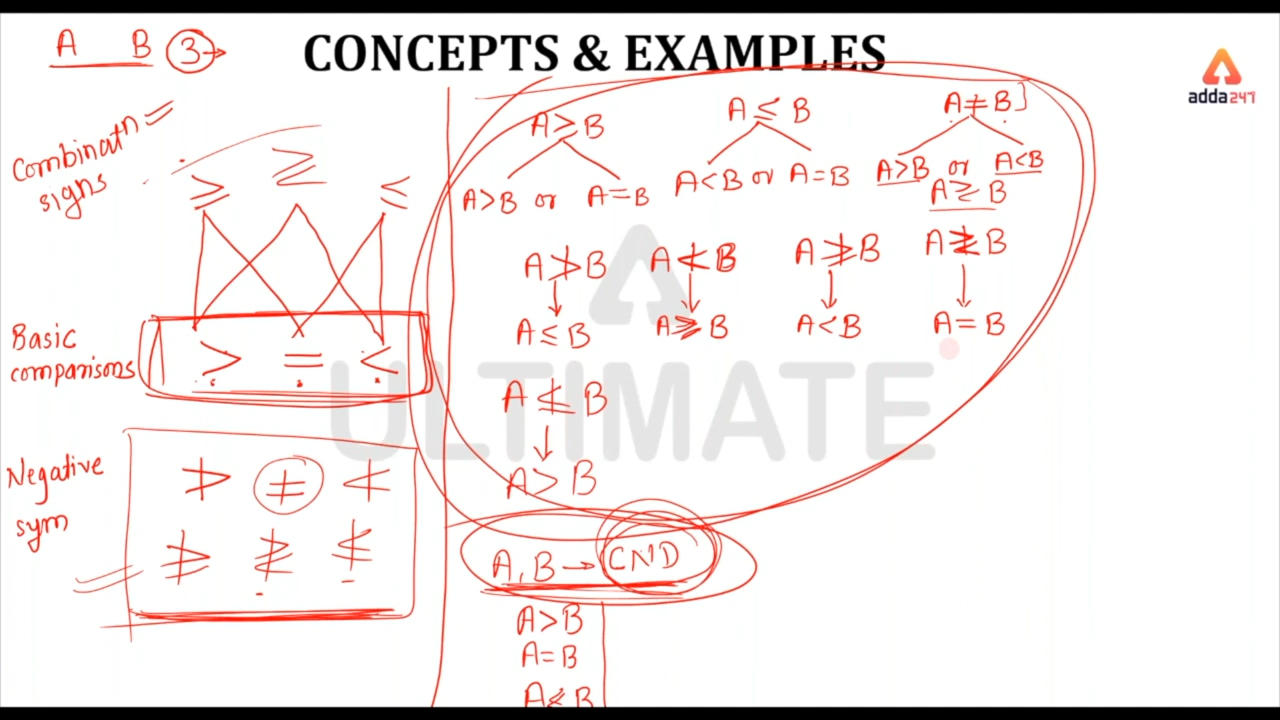 A B 3 →
CONCEPTS & EXAMPLES
adda247
Combinatn signs
≥ ≷ ≤
Basic comparisons
> = <
Negative sym
≯ ≠ ≮
≱ ≹ ≰
A ≥ B
A>B or A=B
A ≤ B
A<B or A=B
A ≠ B]
A>B or A<B
A ≷ B
A ≯ B
↓
A ≤ B
A ≮ B
↓
A ≥ B
A ≱ B
↓
A < B
A ≹ B
↓
A = B
A ≰ B
↓
A > B
ULTIMATE
A, B → CND
A>B
A=B
A<B